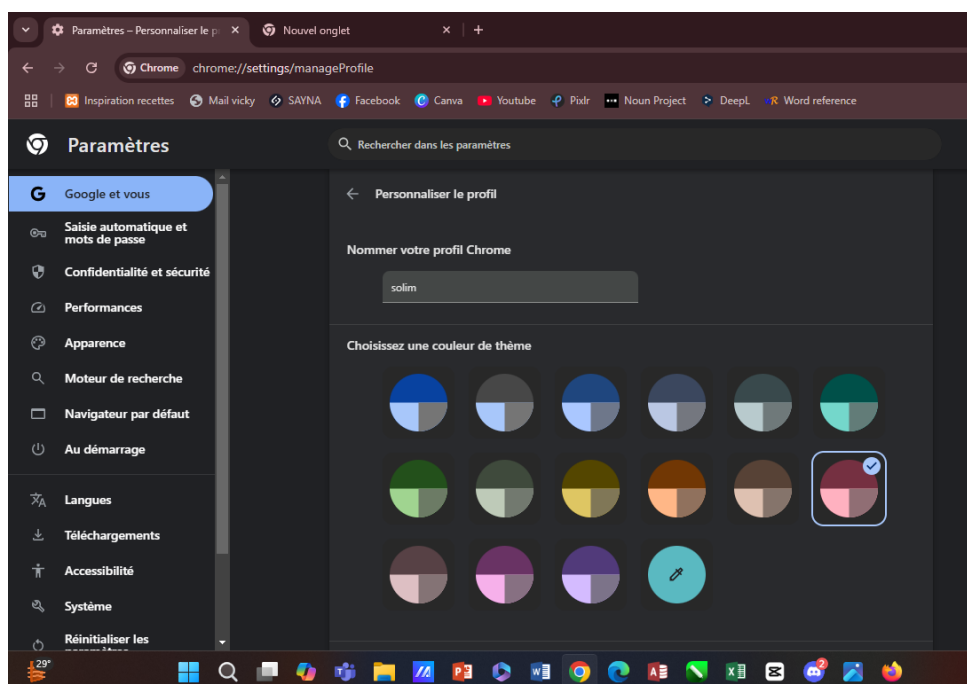 Paramètres – Personnaliser le p
Nouvel onglet
Chrome chrome://settings/manageProfile
Inspiration recettes Mail vicky SAYNA Facebook Canva Youtube Pixlr Noun Project DeepL Word reference
Paramètres
Rechercher dans les paramètres
Google et vous
Saisie automatique et
mots de passe
Confidentialité et sécurité
Performances
Apparence
Moteur de recherche
Navigateur par défaut
Au démarrage
Langues
Téléchargements
Accessibilité
Système
Réinitialiser les
Personnaliser le profil
Nommer votre profil Chrome
solim
Choisissez une couleur de thème
29°